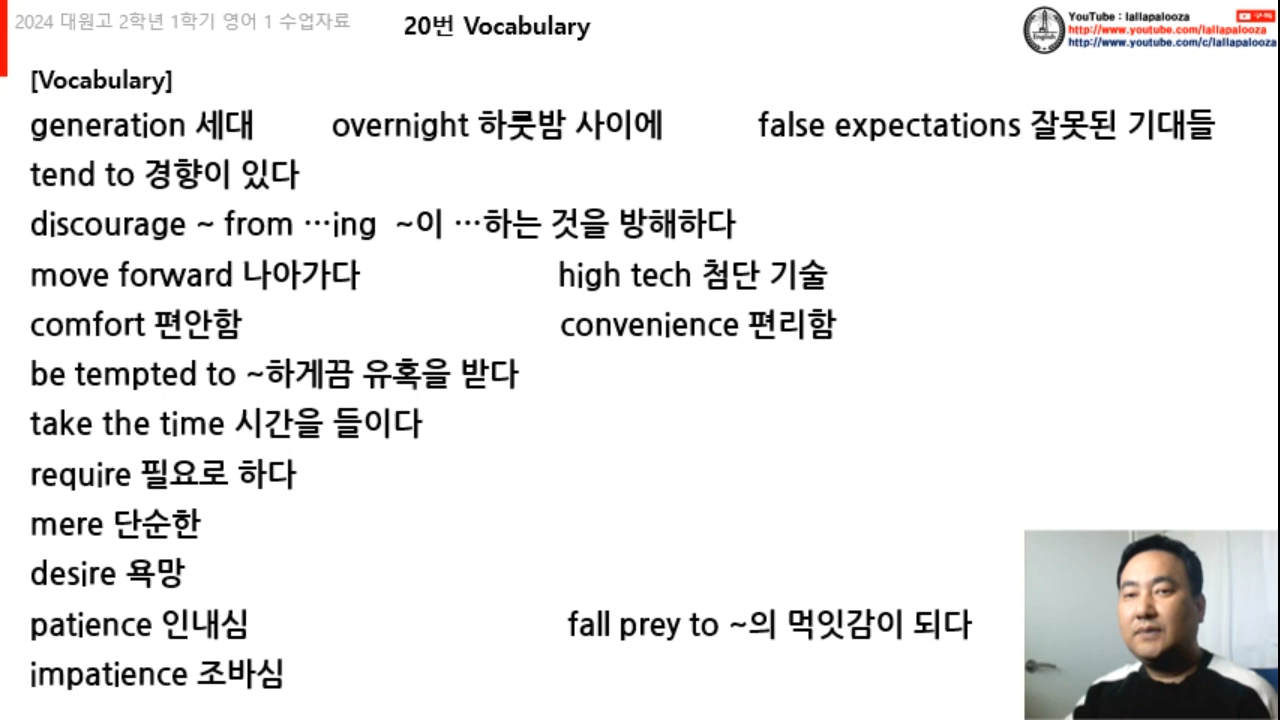 2024 대원고 2학년 1학기 영어 1 수업자료
20번 Vocabulary
YouTube : lallapalooza 구독
http://www.youtube.com/lallapalooza
http://www.youtube.com/c/lallapalooza
English
[Vocabulary]
generation 세대 overnight 하룻밤 사이에 false expectations 잘못된 기대들
tend to 경향이 있다
discourage ~ from …ing ~이 …하는 것을 방해하다
move forward 나아가다 high tech 첨단 기술
comfort 편안함 convenience 편리함
be tempted to ~하게끔 유혹을 받다
take the time 시간을 들이다
require 필요로 하다
mere 단순한
desire 욕망
patience 인내심 fall prey to ~의 먹잇감이 되다
impatience 조바심